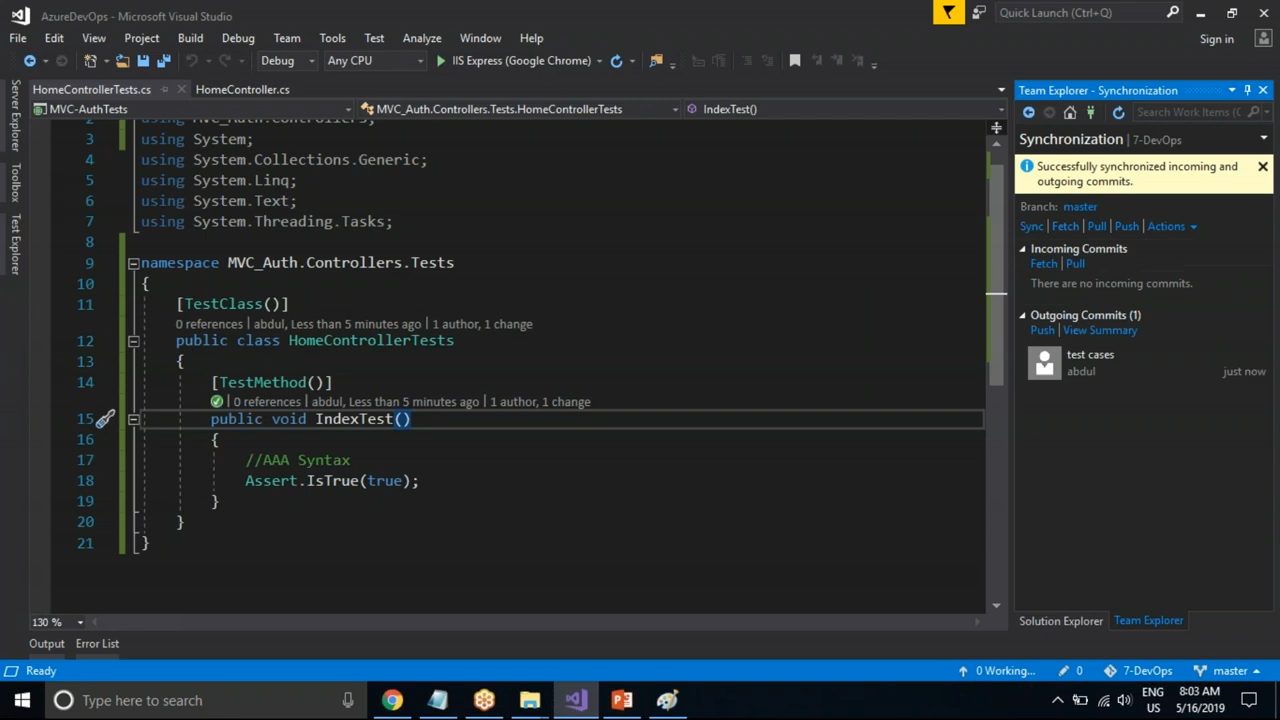 AzureDevOps - Microsoft Visual Studio
Quick Launch (Ctrl+Q)
File Edit View Project Build Debug Team Tools Test Analyze Window Help
Sign in
Debug Any CPU IIS Express (Google Chrome)
Server Explorer
Toolbox
Test Explorer
HomeControllerTests.cs HomeController.cs
MVC-AuthTests MVC_Auth.Controllers.Tests.HomeControllerTests IndexTest()
2 using MVC_Auth.Controllers;
3 using System;
4 using System.Collections.Generic;
5 using System.Linq;
6 using System.Text;
7 using System.Threading.Tasks;
8
9 namespace MVC_Auth.Controllers.Tests
10 {
11 [TestClass()]
0 references | abdul, Less than 5 minutes ago | 1 author, 1 change
12 public class HomeControllerTests
13 {
14 [TestMethod()]
| 0 references | abdul, Less than 5 minutes ago | 1 author, 1 change
15 public void IndexTest()
16 {
17 //AAA Syntax
18 Assert.IsTrue(true);
19 }
20 }
21 }
130 %
Output Error List
Team Explorer - Synchronization
Search Work Items (C
Synchronization | 7-DevOps
Successfully synchronized incoming and
outgoing commits.
Branch: master
Sync Fetch Pull Push Actions
Incoming Commits
Fetch Pull
There are no incoming commits.
Outgoing Commits (1)
Push View Summary
test cases
abdul just now
Solution Explorer Team Explorer
Ready 0 Working... 0 7-DevOps master
Type here to search
ENG
US
8:03 AM
5/16/2019